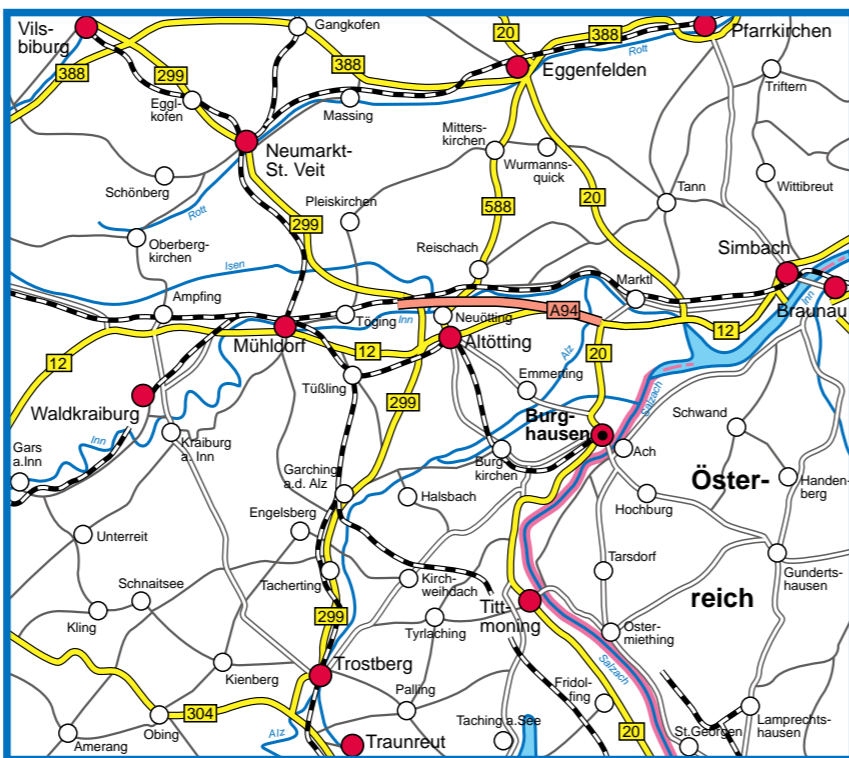 Vils-
biburg
Gangkofen
20
388
Rott
Pfarrkirchen
388
299
388
Eggenfelden
Triftern
Eggl-
kofen
Massing
Mitters-
kirchen
Neumarkt-
St. Veit
Wurmanns-
quick
Schönberg
Pleiskirchen
588
20
Tann
Wittibreut
Rott
299
Oberberg-
kirchen
Reischach
Simbach
Isen
Marktl
Inn
Ampfing
Töging
Inn
Neuötting
A94
Braunau
Mühldorf
12
Altötting
Alz
20
12
12
Tüßling
Emmerting
Salzach
Waldkraiburg
299
Burg-
hausen
Schwand
Gars
a.Inn
Inn
Kraiburg
a. Inn
Ach
Burg
kirchen
Garching
a.d. Alz
Halsbach
Öster-
Handen-
berg
Hochburg
Engelsberg
Unterreit
Tarsdorf
Gunderts-
hausen
Schnaitsee
Tacherting
Kirch-
weihdach
reich
Kling
299
Titt-
moning
Tyrlaching
Oster-
miething
Kienberg
Trostberg
Salzach
Fridol-
fing
Palling
304
Obing
Taching a.See
20
Lamprechts-
hausen
Amerang
Alz
Traunreut
St.Georgen